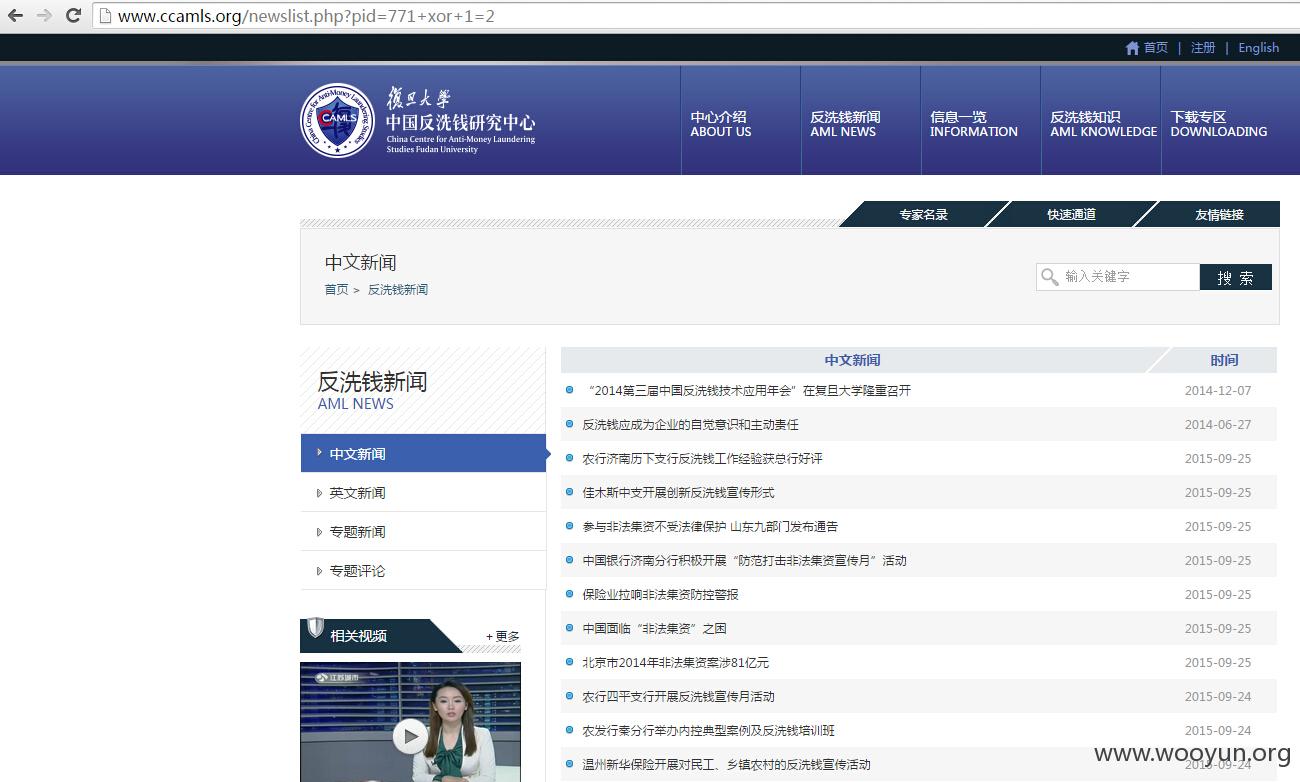 www.ccamls.org/newslist.php?pid=771+xor+1=2
首页 | 注册 | English
China Centre for Anti-Money Laundering Studies
CAMLS
復旦大学
中国反洗钱研究中心
China Centre for Anti-Money Laundering
Studies Fudan University
中心介绍
ABOUT US
反洗钱新闻
AML NEWS
信息一览
INFORMATION
反洗钱知识
AML KNOWLEDGE
下载专区
DOWNLOADING
专家名录
快速通道
友情链接
中文新闻
首页 > 反洗钱新闻
输入关键字
搜 索
反洗钱新闻
AML NEWS
中文新闻
英文新闻
专题新闻
专题评论
相关视频
+ 更多
江苏城市
中文新闻 时间
“2014第三届中国反洗钱技术应用年会”在复旦大学隆重召开 2014-12-07
反洗钱应成为企业的自觉意识和主动责任 2014-06-27
农行济南历下支行反洗钱工作经验获总行好评 2015-09-25
佳木斯中支开展创新反洗钱宣传形式 2015-09-25
参与非法集资不受法律保护 山东九部门发布通告 2015-09-25
中国银行济南分行积极开展“防范打击非法集资宣传月”活动 2015-09-25
保险业拉响非法集资防控警报 2015-09-25
中国面临“非法集资”之困 2015-09-25
北京市2014年非法集资案涉81亿元 2015-09-25
农行四平支行开展反洗钱宣传月活动 2015-09-24
农发行秦分行举办内控典型案例及反洗钱培训班 2015-09-24
温州新华保险开展对民工、乡镇农村的反洗钱宣传活动 2015-09-24
www.wooyun.org